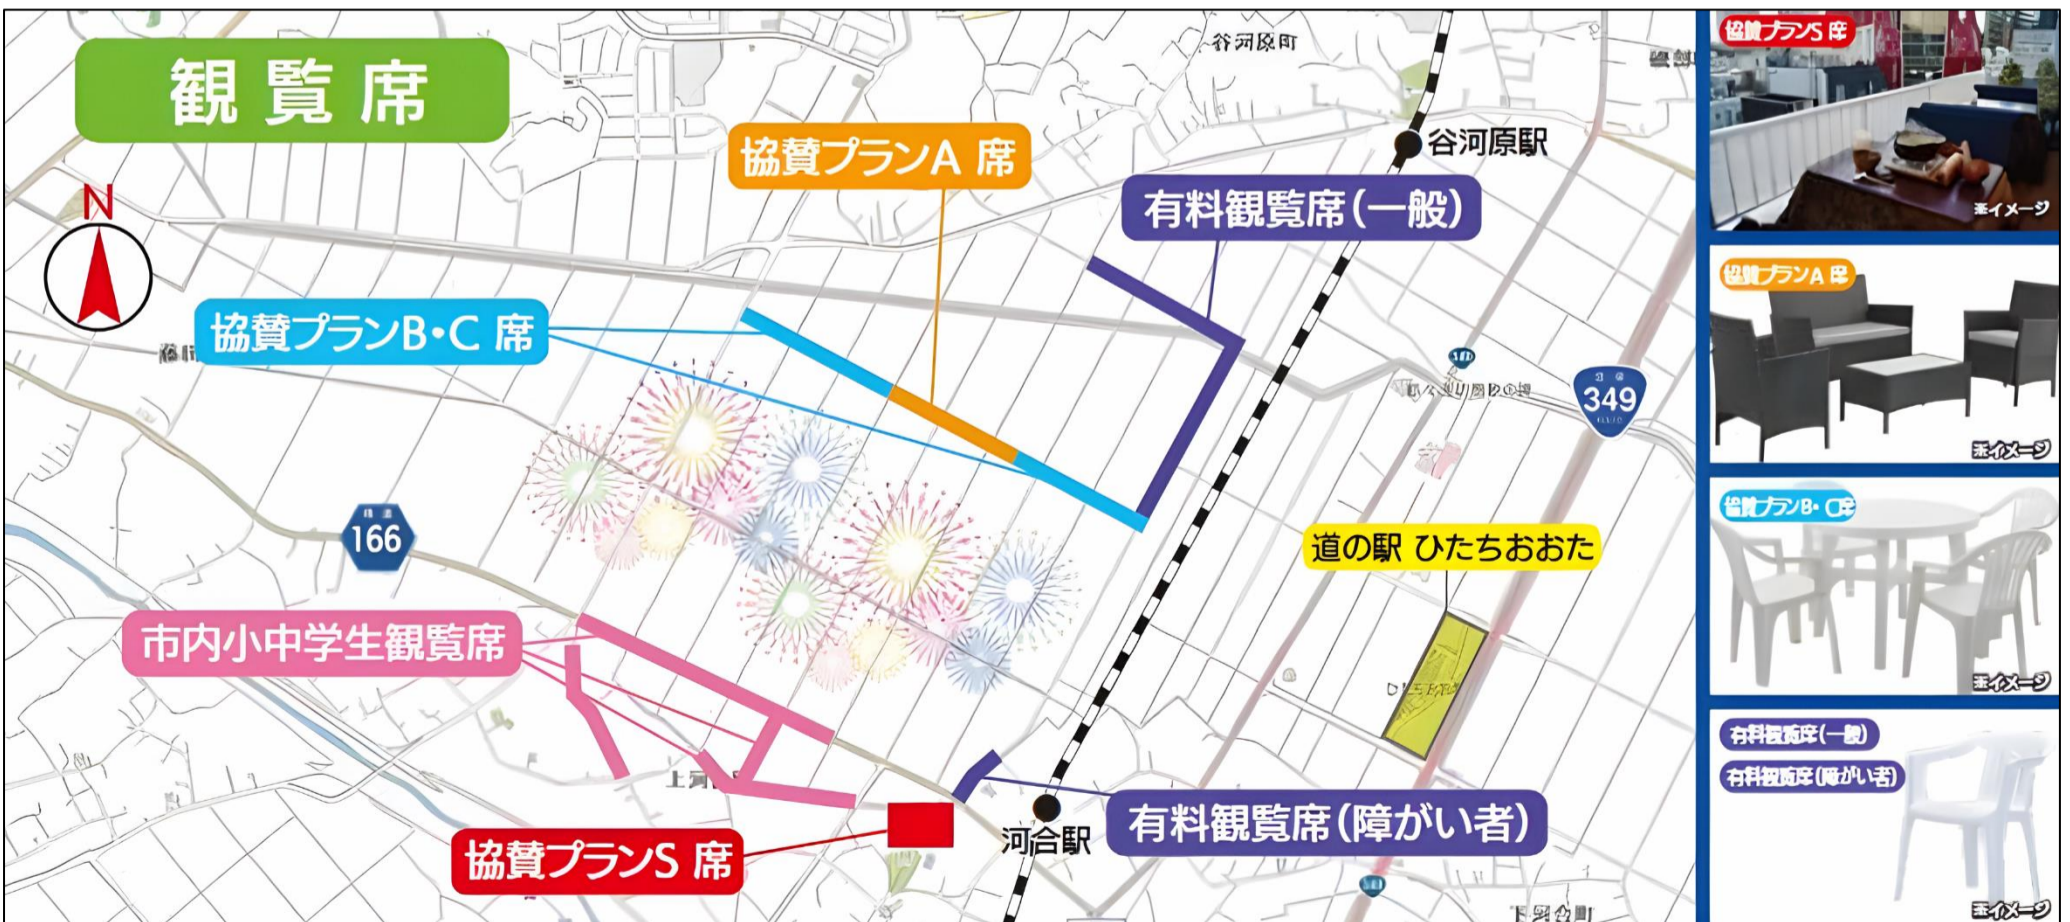 観覧席
N
谷河原町
協賛プランA 席
谷河原駅
有料観覧席(一般)
協賛プランB・C 席
349
166
道の駅 ひたちおおた
市内小中学生観覧席
協賛プランS 席
河合駅
有料観覧席(障がい者)
協賛プランS 席
※イメージ
協賛プランA 席
※イメージ
協賛プランB・C席
※イメージ
有料観覧席(一般)
有料観覧席(障がい者)
※イメージ